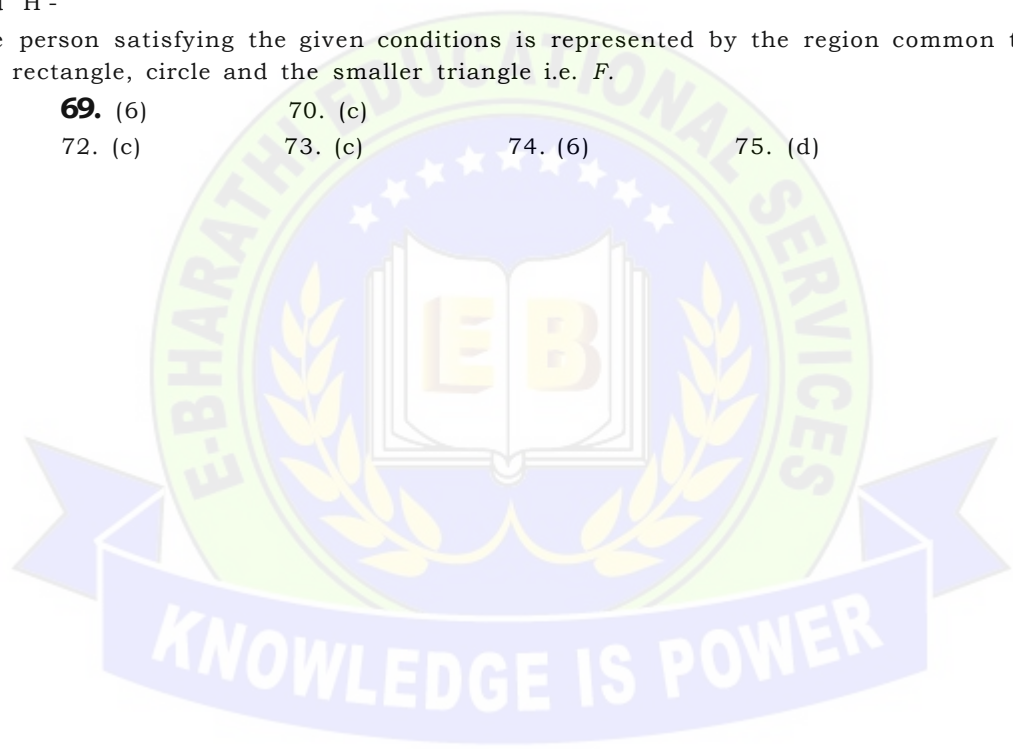 H -
e person satisfying the given conditions is represented by the region common t
rectangle, circle and the smaller triangle i.e. F.
69. (6) 70. (c)
72. (c) 73. (c) 74. (6) 75. (d)
E-BHARATHI EDUCATIONAL SERVICES
EB
KNOWLEDGE IS POWER